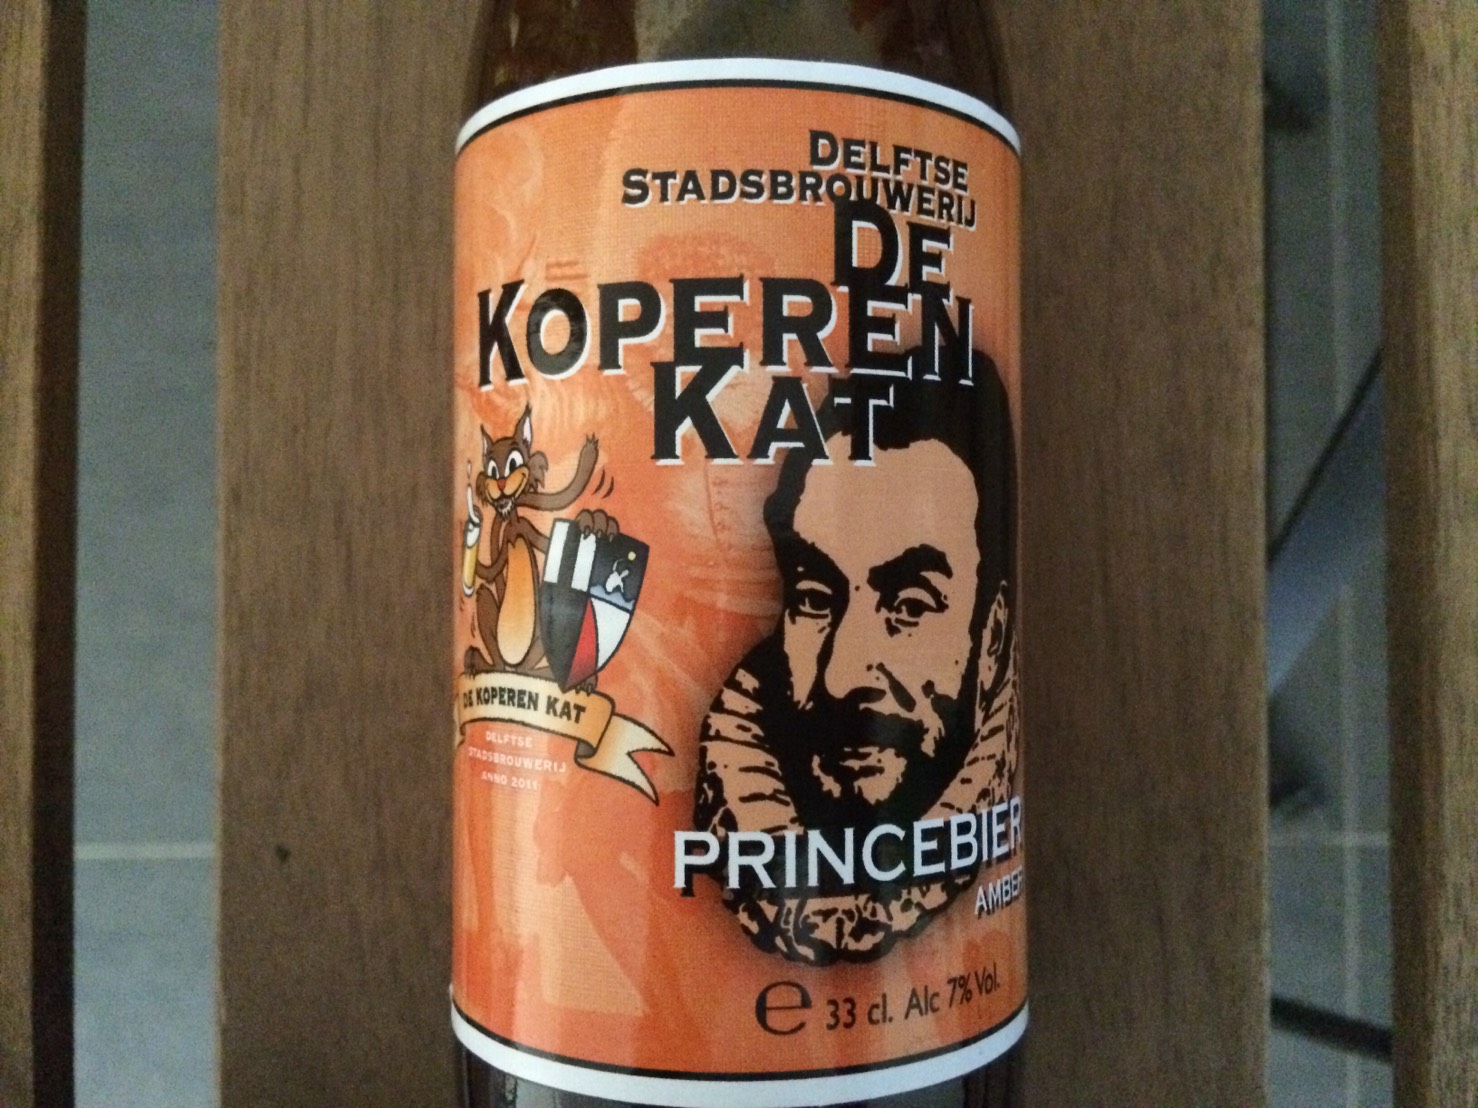 DELFTSE
STADSBROUWERIJ
DE
KOPEREN
KAT
DE KOPEREN KAT
DELFTSE
STADSBROUWERIJ
ANNO 2011
PRINCEBIER
AMBER
e 33 cl. Alc 7% Vol.